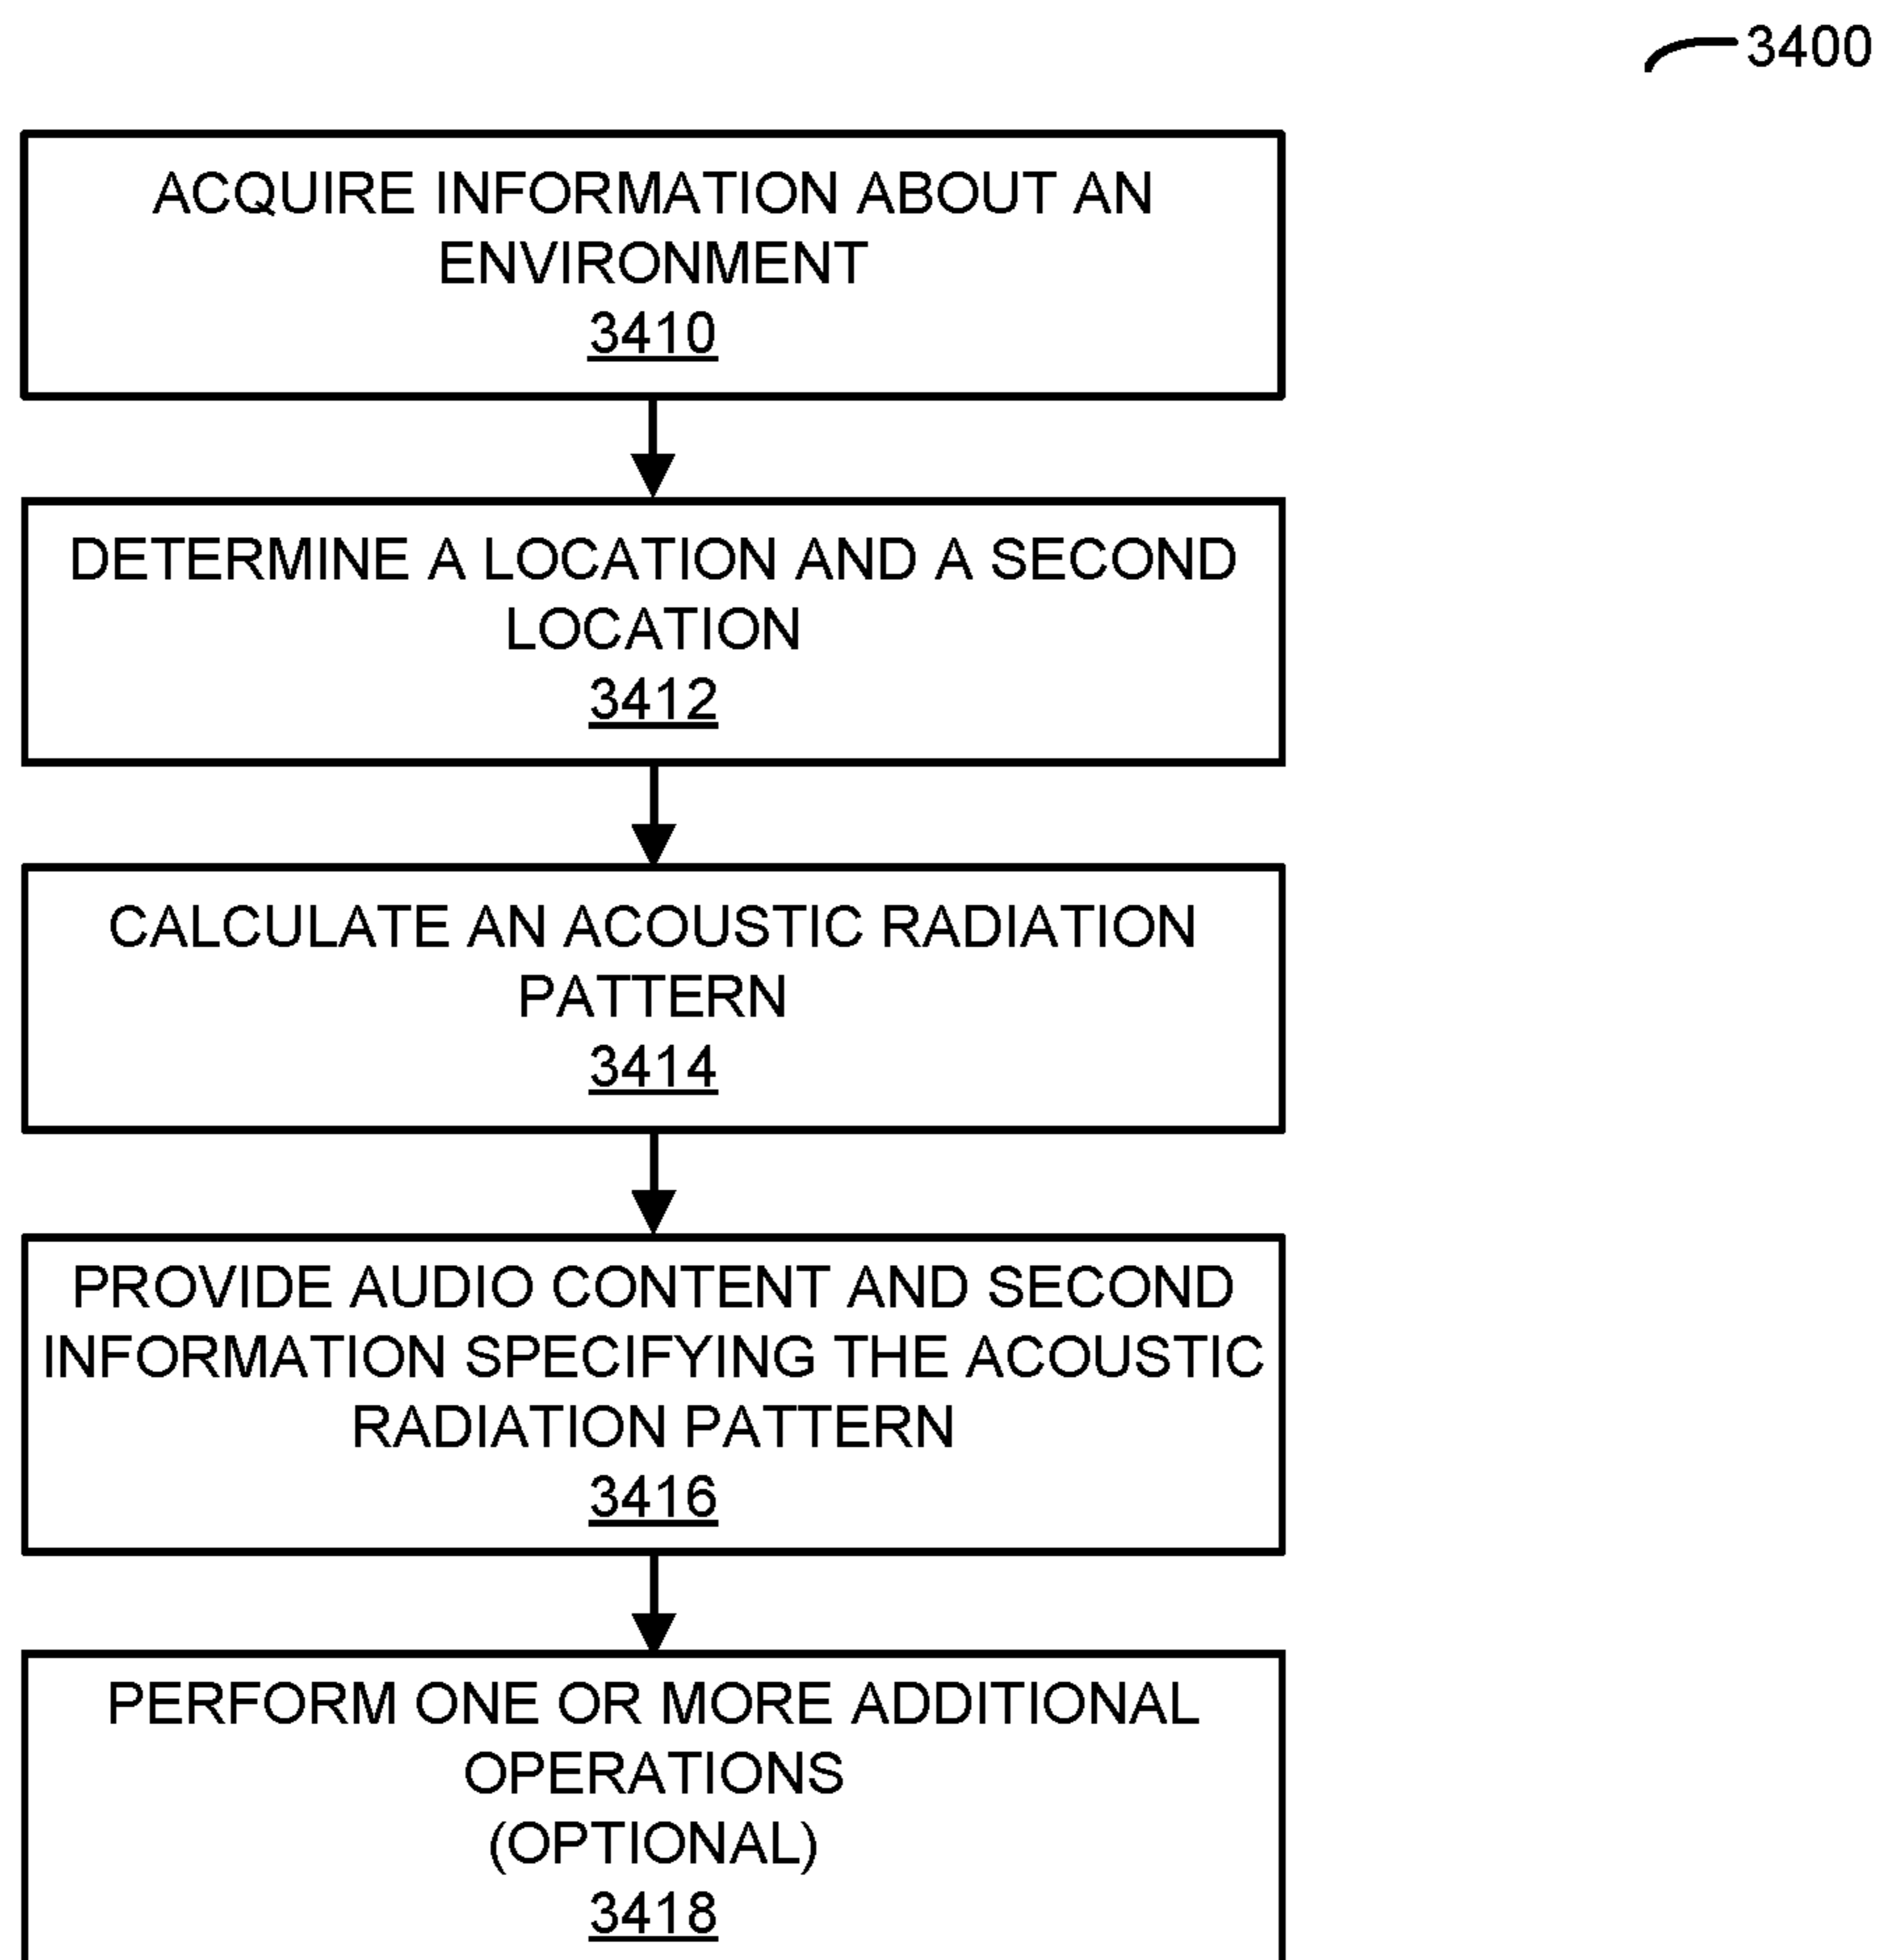 3400
ACQUIRE INFORMATION ABOUT AN
ENVIRONMENT
3410
DETERMINE A LOCATION AND A SECOND
LOCATION
3412
CALCULATE AN ACOUSTIC RADIATION
PATTERN
3414
PROVIDE AUDIO CONTENT AND SECOND
INFORMATION SPECIFYING THE ACOUSTIC
RADIATION PATTERN
3416
PERFORM ONE OR MORE ADDITIONAL
OPERATIONS
(OPTIONAL)
3418